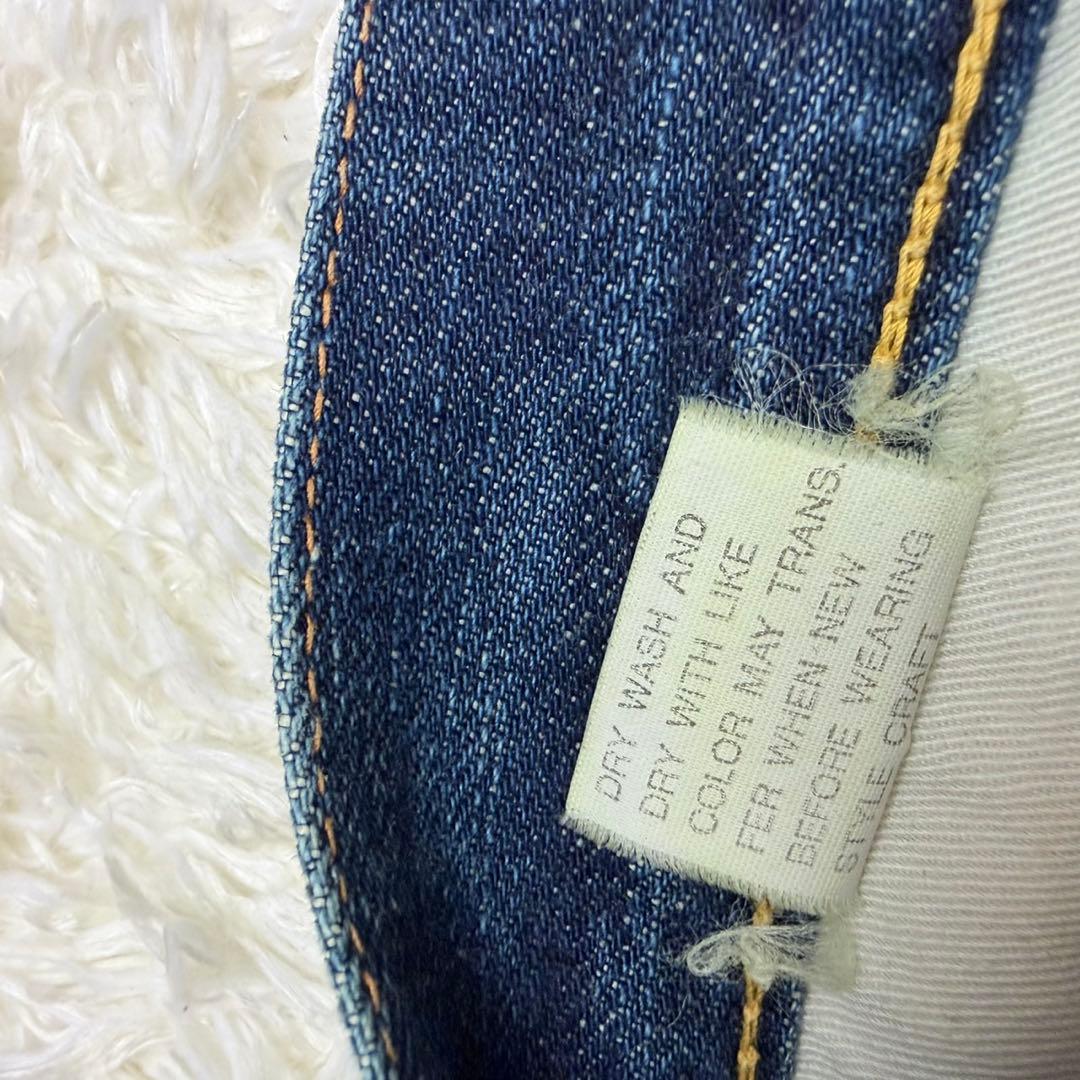 DRY WASH AND
DRY WITH LIKE
COLOR MAY TRANS.
FER WHEN NEW
BEFORE WEARING
STYLE CRAFT